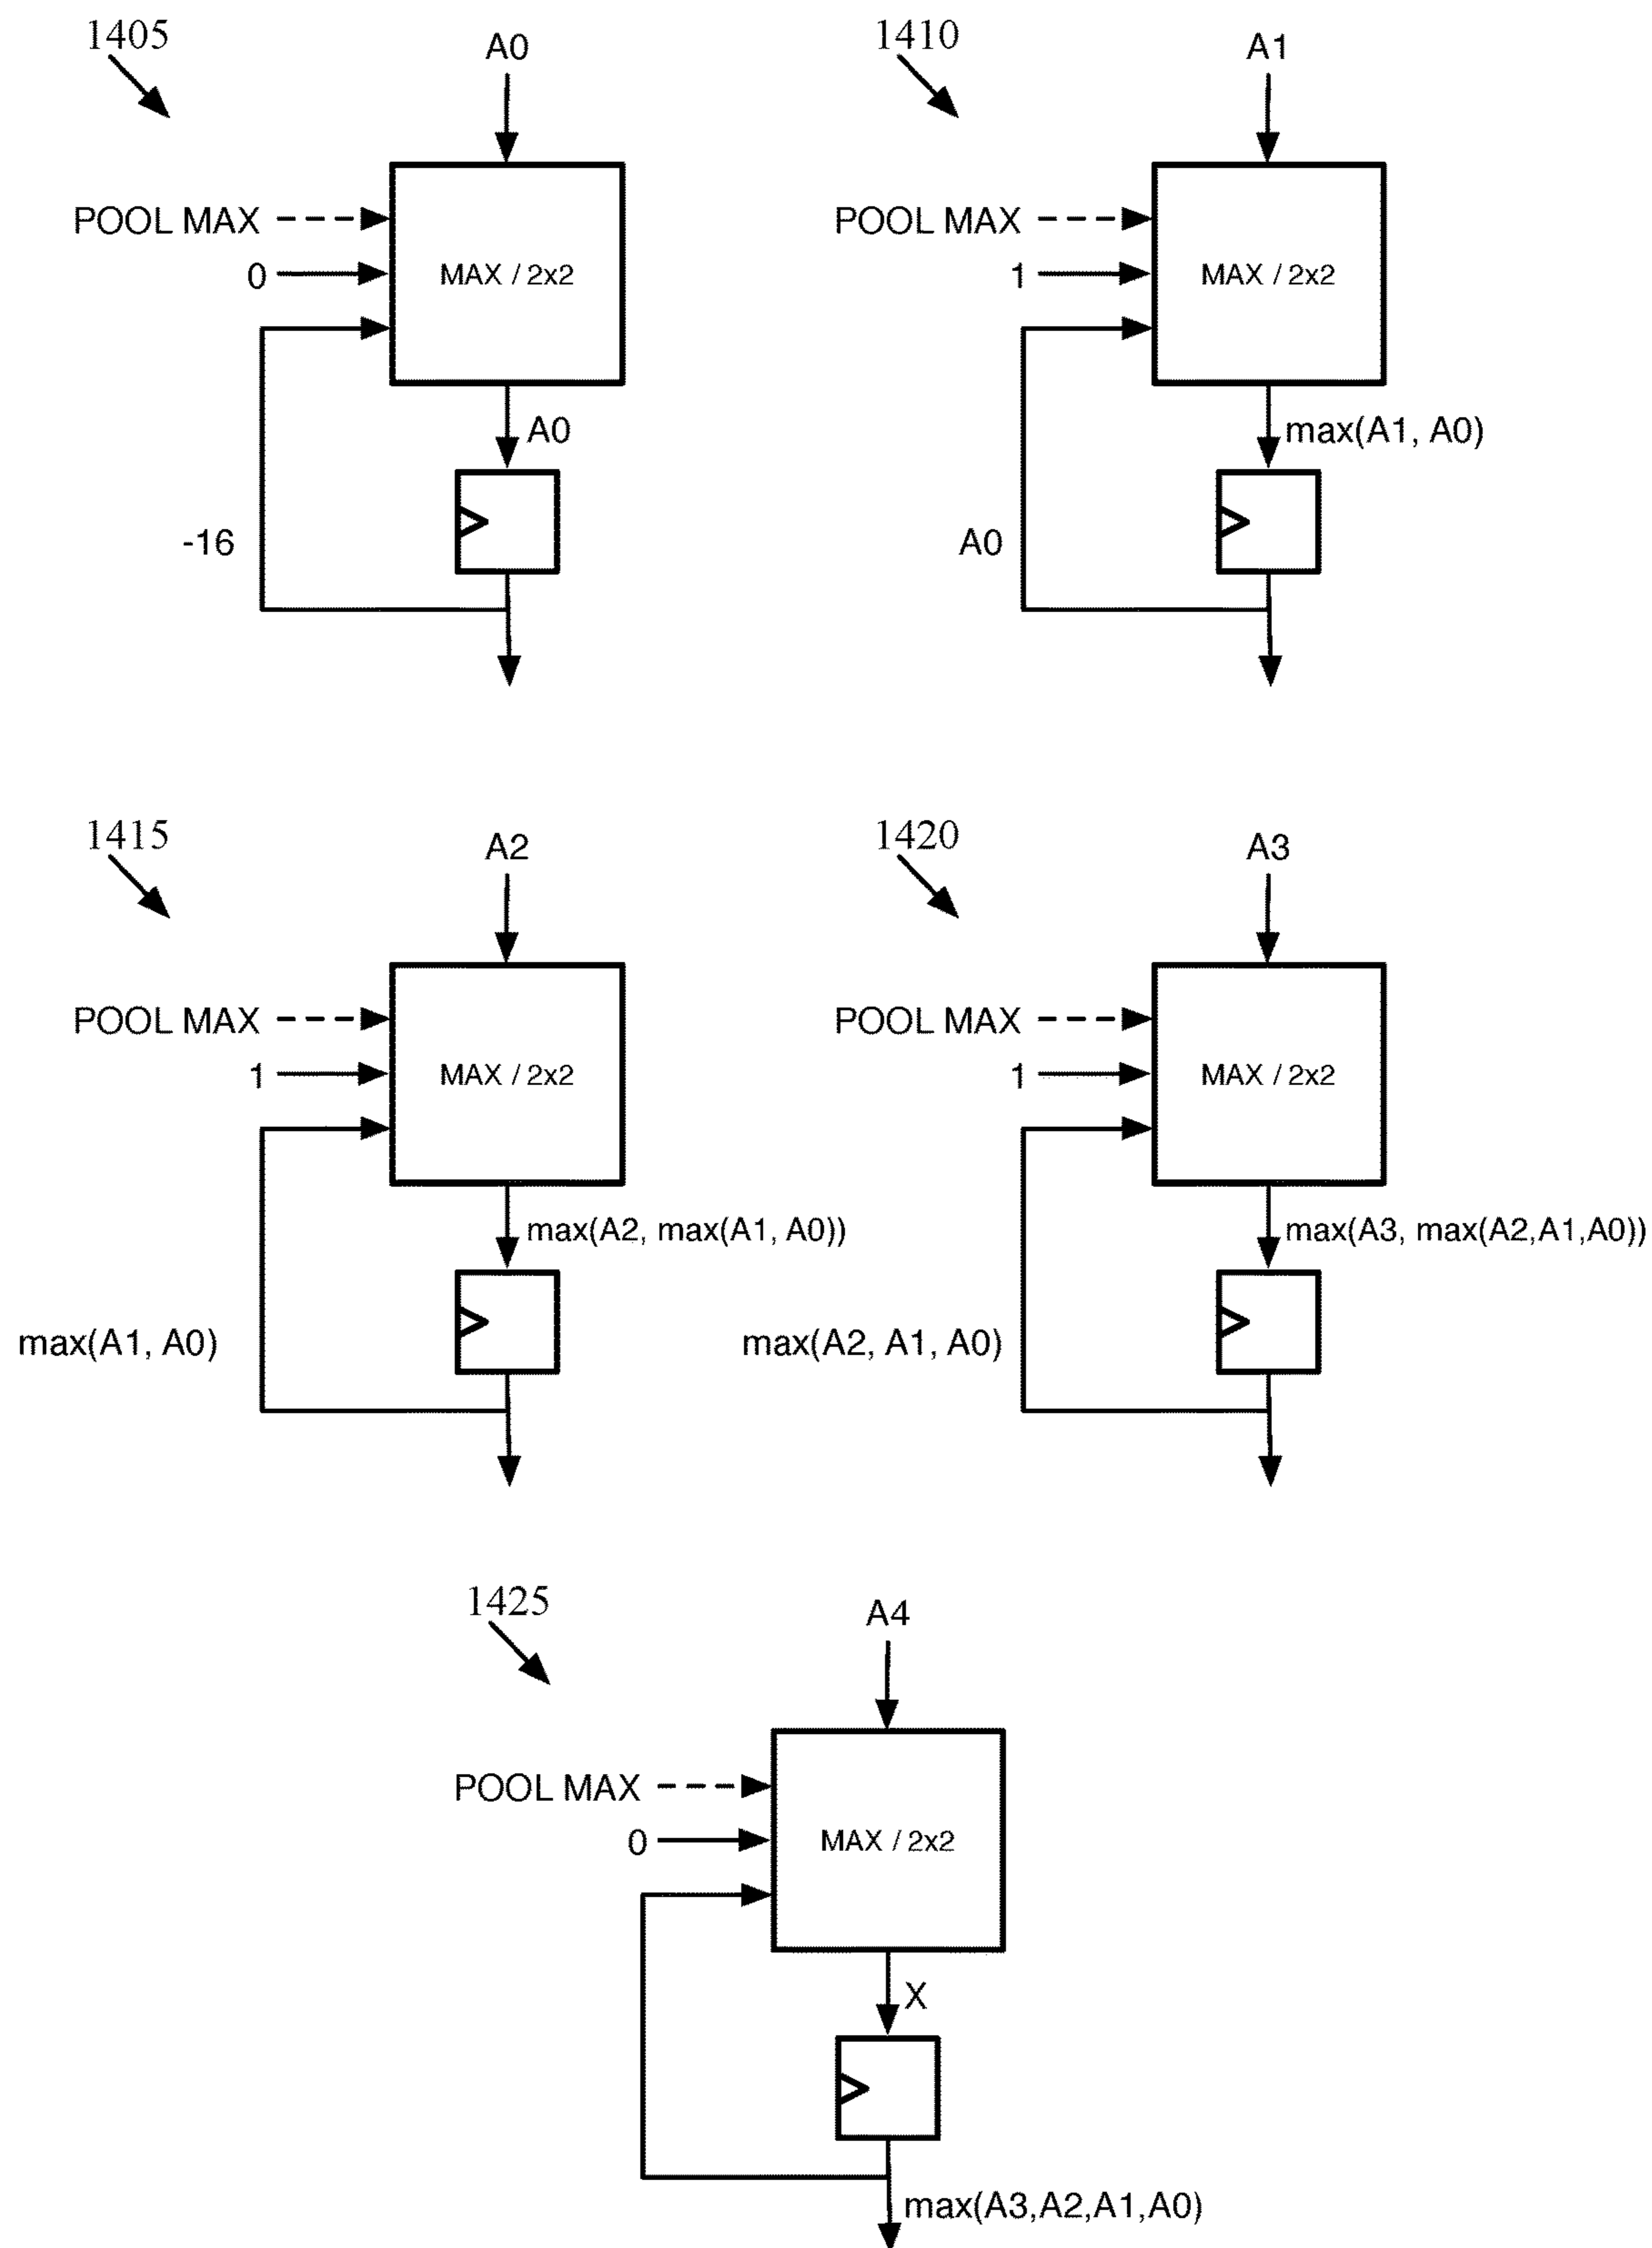 1405
A0
POOL MAX
0
MAX / 2x2
A0
-16
1410
A1
POOL MAX
1
MAX / 2x2
max(A1, A0)
A0
1415
A2
POOL MAX
1
MAX / 2x2
max(A2, max(A1, A0))
max(A1, A0)
1420
A3
POOL MAX
1
MAX / 2x2
max(A3, max(A2,A1,A0))
max(A2, A1, A0)
1425
A4
POOL MAX
0
MAX / 2x2
X
max(A3,A2,A1,A0)